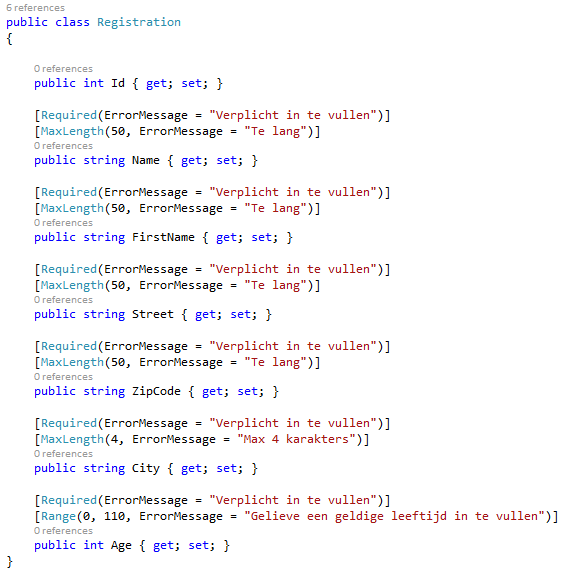 6 references
public class Registration
{
0 references
public int Id { get; set; }
[Required(ErrorMessage = "Verplicht in te vullen")]
[MaxLength(50, ErrorMessage = "Te lang")]
0 references
public string Name { get; set; }
[Required(ErrorMessage = "Verplicht in te vullen")]
[MaxLength(50, ErrorMessage = "Te lang")]
0 references
public string FirstName { get; set; }
[Required(ErrorMessage = "Verplicht in te vullen")]
[MaxLength(50, ErrorMessage = "Te lang")]
0 references
public string Street { get; set; }
[Required(ErrorMessage = "Verplicht in te vullen")]
[MaxLength(50, ErrorMessage = "Te lang")]
0 references
public string ZipCode { get; set; }
[Required(ErrorMessage = "Verplicht in te vullen")]
[MaxLength(4, ErrorMessage = "Max 4 karakters")]
0 references
public string City { get; set; }
[Required(ErrorMessage = "Verplicht in te vullen")]
[Range(0, 110, ErrorMessage = "Gelieve een geldige leeftijd in te vullen")]
0 references
public int Age { get; set; }
}